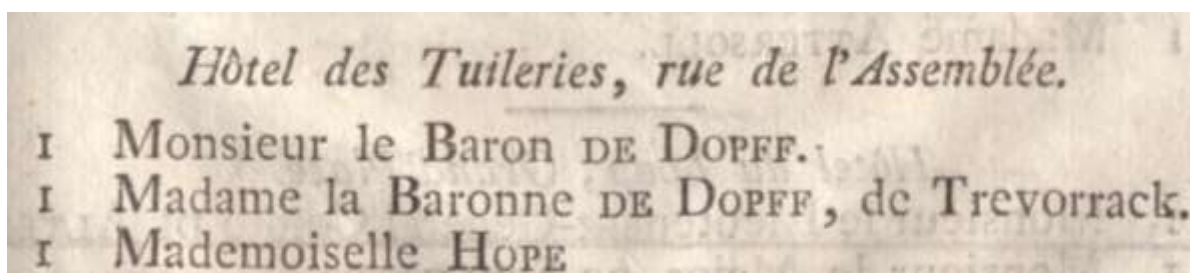 Hôtel des Tuileries, rue de l'Assemblée.
1 Monsieur le Baron DE DOPFF.
1 Madame la Baronne DE DOPFF, de Trevorrack.
1 Mademoiselle HOPE